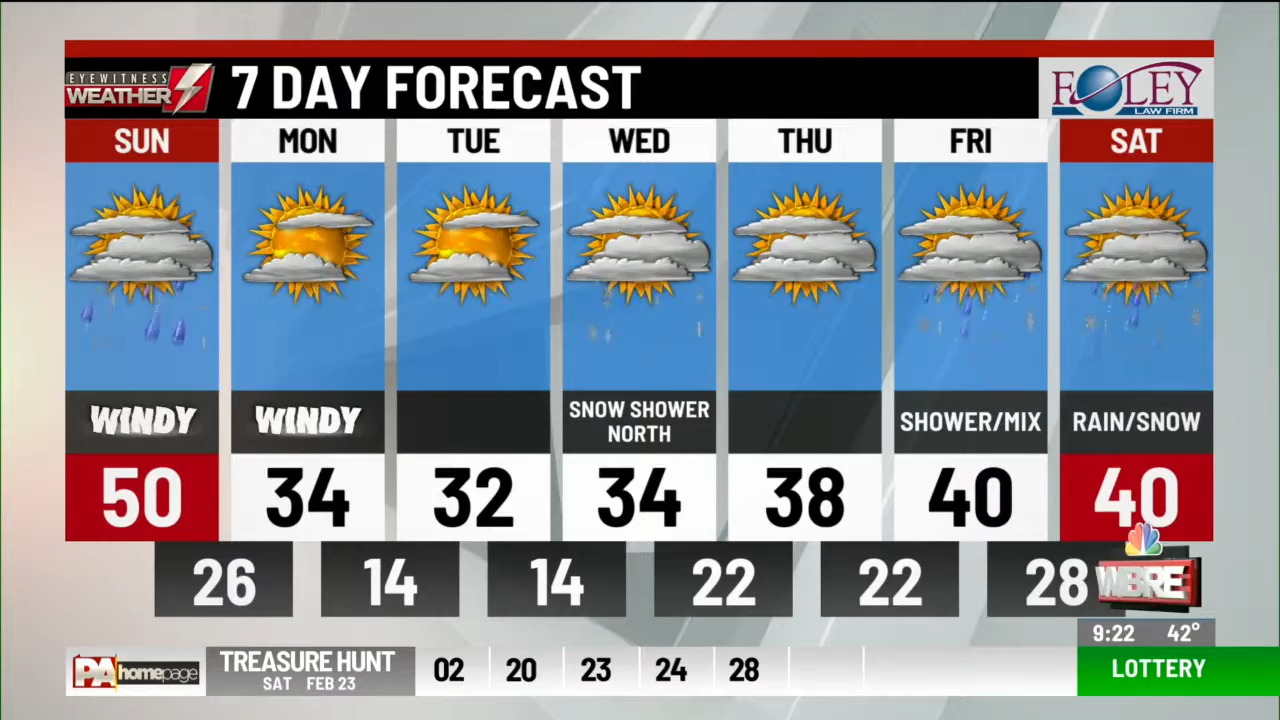 EYEWITNESS
WEATHER
7 DAY FORECAST
FOLEY
LAW FIRM
SUN MON TUE WED THU FRI SAT
WINDY WINDY SNOW SHOWER NORTH SHOWER/MIX RAIN/SNOW
50 34 32 34 38 40 40
26 14 14 22 22 28
WBRE
9:22 42°
PA homepage
TREASURE HUNT
SAT FEB 23
02 20 23 24 28
LOTTERY